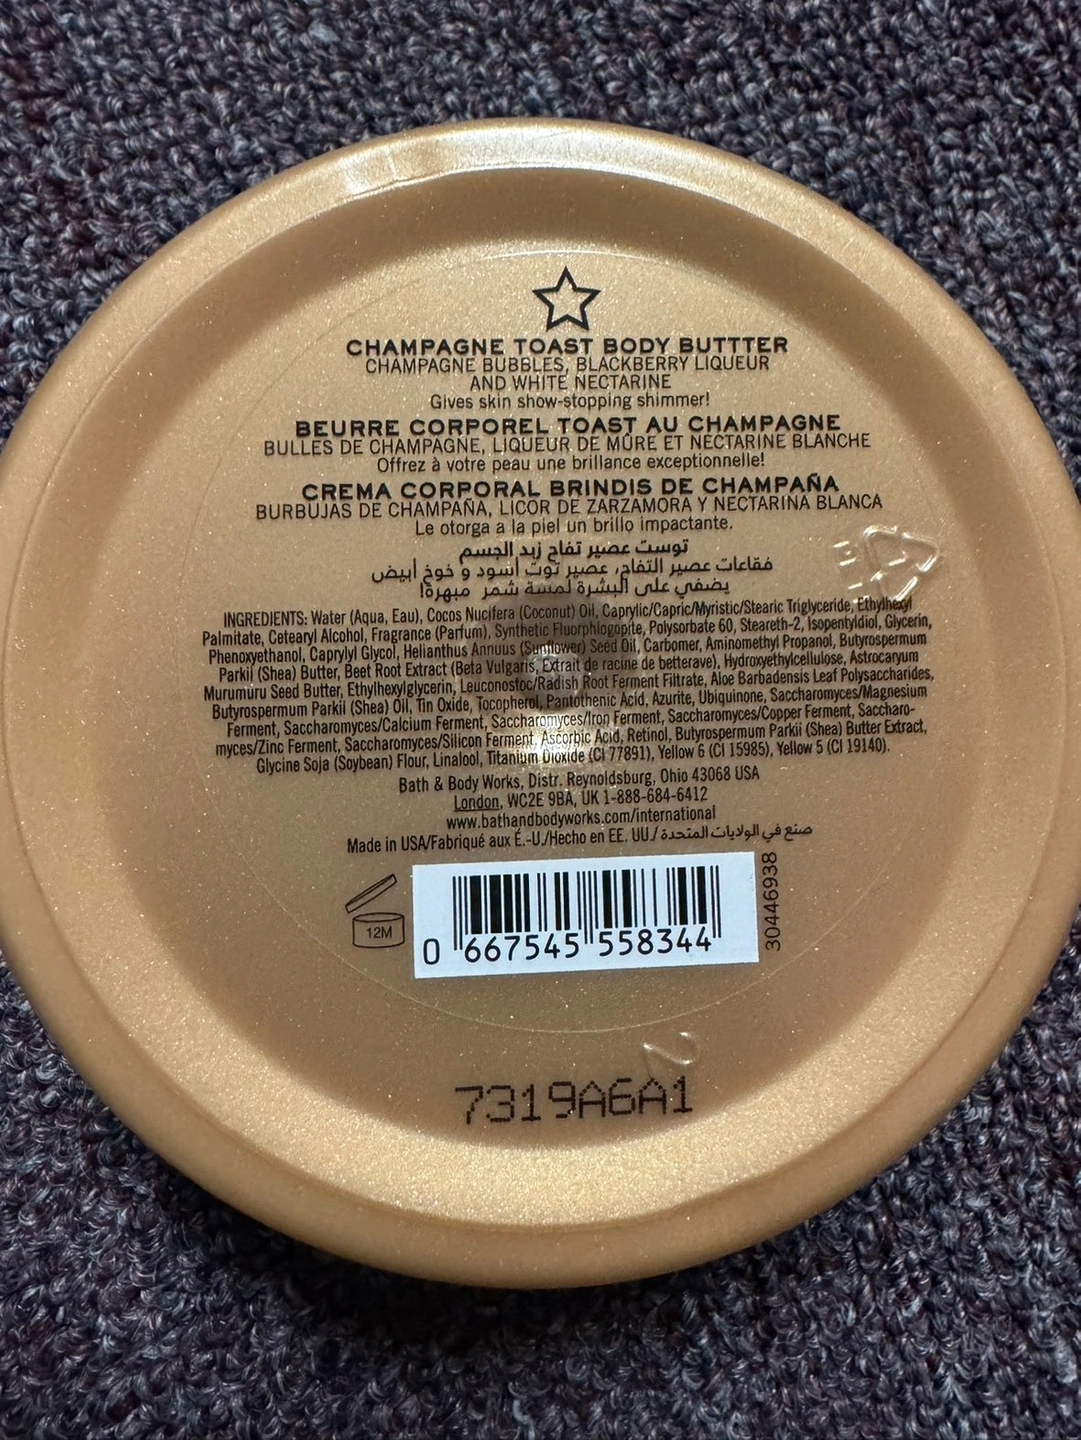 CHAMPAGNE TOAST BODY BUTTTER
CHAMPAGNE BUBBLES, BLACKBERRY LIQUEUR
AND WHITE NECTARINE
Gives skin show-stopping shimmer!
BEURRE CORPOREL TOAST AU CHAMPAGNE
BULLES DE CHAMPAGNE, LIQUEUR DE MÛRE ET NECTARINE BLANCHE
Offrez à votre peau une brillance exceptionnelle!
CREMA CORPORAL BRINDIS DE CHAMPAÑA
BURBUJAS DE CHAMPAÑA, LICOR DE ZARZAMORA Y NECTARINA BLANCA
Le otorga a la piel un brillo impactante.
توست عصير تفاح زبد الجسم
فقاعات عصير التفاح، عصير توت أسود و خوخ أبيض
يضفي على البشرة لمسة شمر مبهرة!
INGREDIENTS: Water (Aqua, Eau), Cocos Nucifera (Coconut) Oil, Caprylic/Capric/Myristic/Stearic Triglyceride, Ethylhexyl
Palmitate, Cetearyl Alcohol, Fragrance (Parfum), Synthetic Fluorphlogopite, Polysorbate 60, Steareth-2, Isopentyldiol, Glycerin,
Phenoxyethanol, Caprylyl Glycol, Helianthus Annuus (Sunflower) Seed Oil, Carbomer, Aminomethyl Propanol, Butyrospermum
Parkii (Shea) Butter, Beet Root Extract (Beta Vulgaris, Extrait de racine de betterave), Hydroxyethylcellulose, Astrocaryum
Murumuru Seed Butter, Ethylhexylglycerin, Leuconostoc/Radish Root Ferment Filtrate, Aloe Barbadensis Leaf Polysaccharides,
Butyrospermum Parkii (Shea) Oil, Tin Oxide, Tocopherol, Pantothenic Acid, Azurite, Ubiquinone, Saccharomyces/Magnesium
Ferment, Saccharomyces/Calcium Ferment, Saccharomyces/Iron Ferment, Saccharomyces/Copper Ferment, Saccharo-
myces/Zinc Ferment, Saccharomyces/Silicon Ferment, Ascorbic Acid, Retinol, Butyrospermum Parkii (Shea) Butter Extract,
Glycine Soja (Soybean) Flour, Linalool, Titanium Dioxide (CI 77891), Yellow 6 (CI 15985), Yellow 5 (CI 19140).
Bath & Body Works, Distr. Reynoldsburg, Ohio 43068 USA
London, WC2E 9BA, UK 1-888-684-6412
www.bathandbodyworks.com/international
Made in USA/Fabriqué aux É.-U./Hecho en EE. UU./صنع في الولايات المتحدة
12M
0 667545 558344
30446938
2
7319A6A1